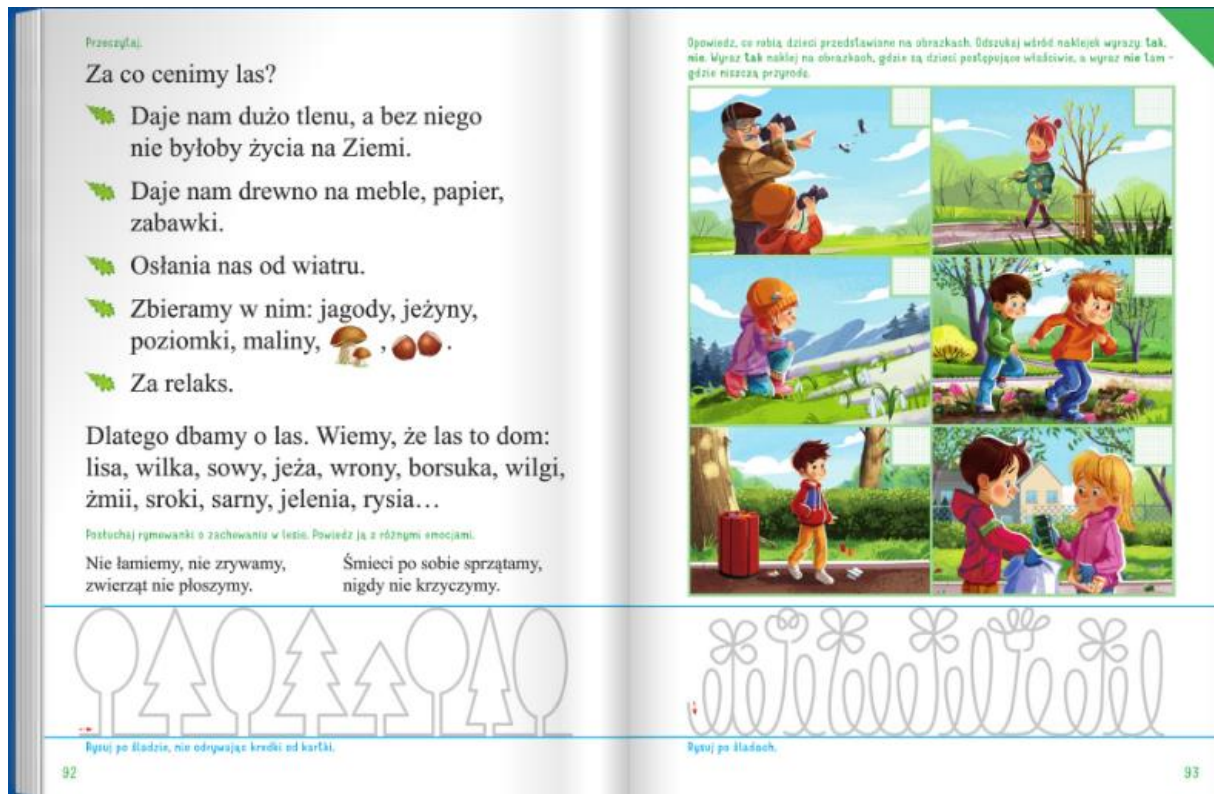 Przeczytaj.
Za co cenimy las?
Daje nam dużo tlenu, a bez niego
nie byłoby życia na Ziemi.
Daje nam drewno na meble, papier,
zabawki.
Osłania nas od wiatru.
Zbieramy w nim: jagody, jeżyny,
poziomki, maliny, , .
Za relaks.
Dlatego dbamy o las. Wiemy, że las to dom:
lisa, wilka, sowy, jeża, wrony, borsuka, wilgi,
żmii, sroki, sarny, jelenia, rysia…
Posłuchaj rymowanki o zachowaniu w lesie. Powiedz ją z różnymi emocjami.
Nie łamiemy, nie zrywamy,
zwierząt nie płoszymy.
Śmieci po sobie sprzątamy,
nigdy nie krzyczymy.
Rysuj po śladzie, nie odrywając kredki od kartki.
92
Opowiedz, co robią dzieci przedstawione na obrazkach. Odszukaj wśród naklejek wyrazy: tak,
nie. Wyraz tak naklej na obrazkach, gdzie są dzieci postępujące właściwie, a wyraz nie tam –
gdzie niszczą przyrodę.
Rysuj po śladach.
93